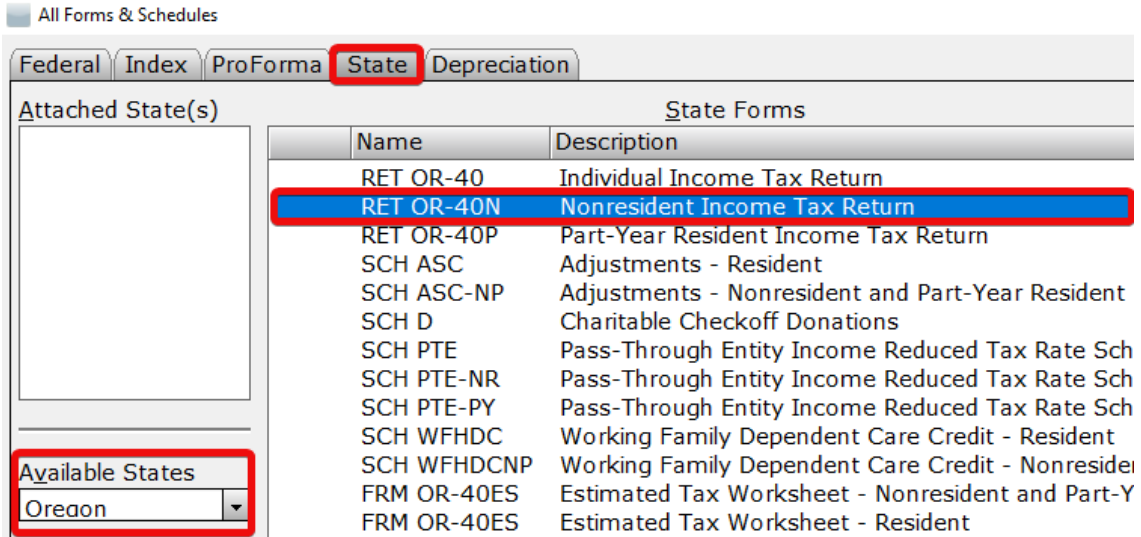 All Forms & Schedules
Federal Index ProForma State Depreciation
Attached State(s) State Forms
Name Description
RET OR-40 Individual Income Tax Return
RET OR-40N Nonresident Income Tax Return
RET OR-40P Part-Year Resident Income Tax Return
SCH ASC Adjustments - Resident
SCH ASC-NP Adjustments - Nonresident and Part-Year Resident
SCH D Charitable Checkoff Donations
SCH PTE Pass-Through Entity Income Reduced Tax Rate Sch
SCH PTE-NR Pass-Through Entity Income Reduced Tax Rate Sch
SCH PTE-PY Pass-Through Entity Income Reduced Tax Rate Sch
SCH WFHDC Working Family Dependent Care Credit - Resident
Available States SCH WFHDCNP Working Family Dependent Care Credit - Nonresiden
Oregon FRM OR-40ES Estimated Tax Worksheet - Nonresident and Part-Y
FRM OR-40ES Estimated Tax Worksheet - Resident